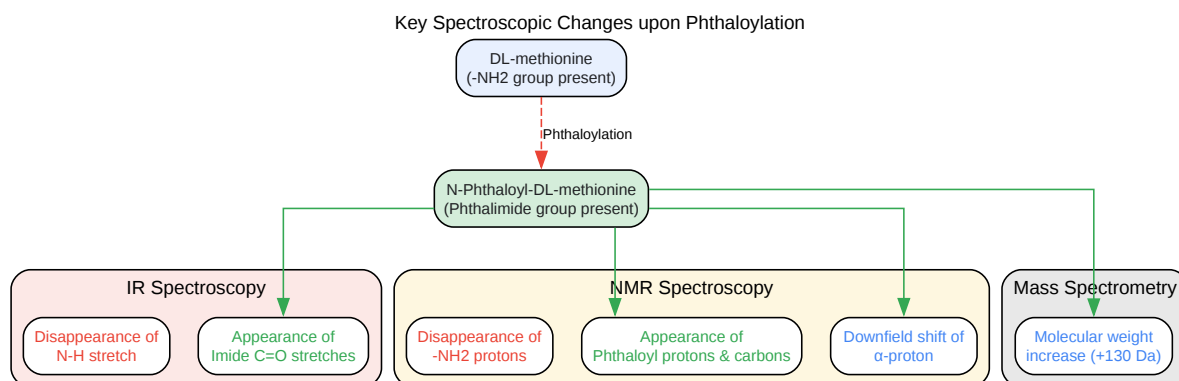 Key Spectroscopic Changes upon Phthaloylation
DL-methionine
(-NH2 group present)
Phthaloylation
N-Phthaloyl-DL-methionine
(Phthalimide group present)
IR Spectroscopy
Disappearance of
N-H stretch
Appearance of
Imide C=O stretches
NMR Spectroscopy
Disappearance of
-NH2 protons
Appearance of
Phthaloyl protons & carbons
Downfield shift of
α-proton
Mass Spectrometry
Molecular weight
increase (+130 Da)